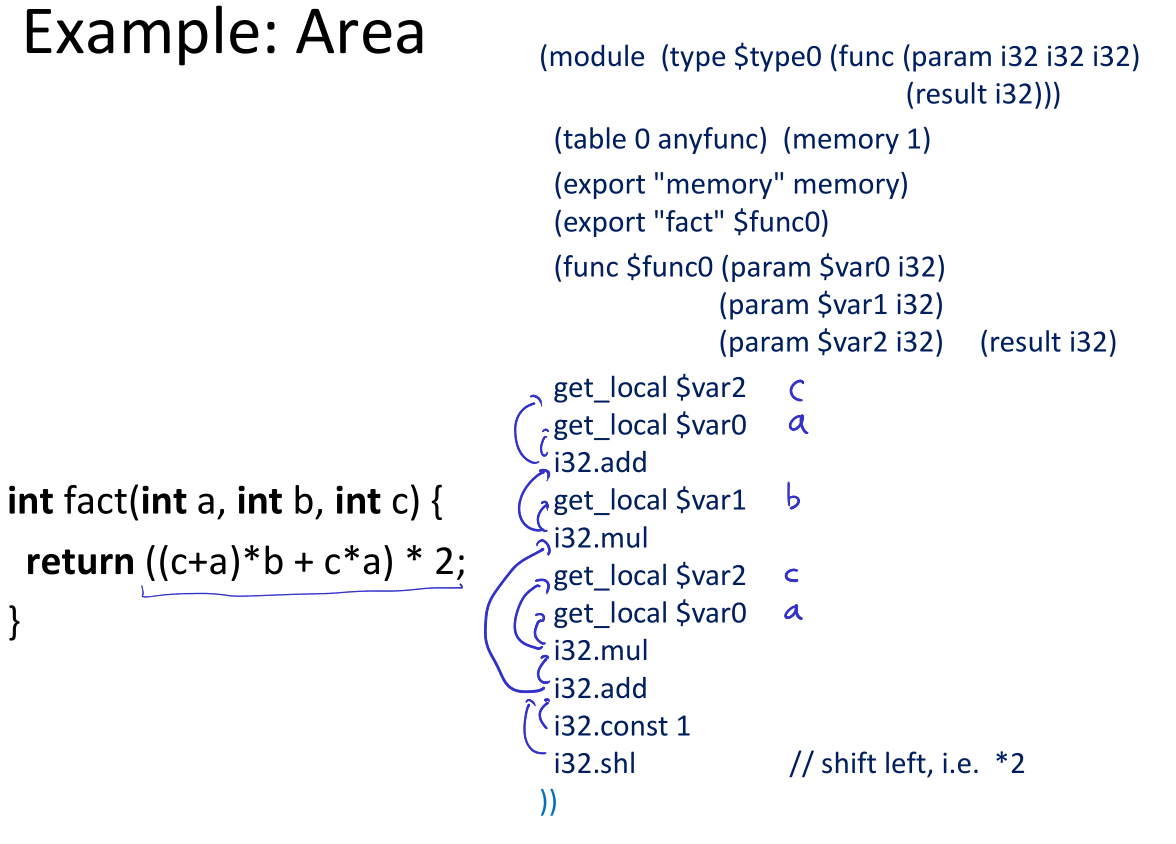 Example: Area
(module  (type $type0 (func (param i32 i32 i32)
(result i32)))
(table 0 anyfunc)  (memory 1)
(export "memory" memory)
(export "fact" $func0)
(func $func0 (param $var0 i32)
(param $var1 i32)
(param $var2 i32)    (result i32)
get_local $var2    c
get_local $var0    a
i32.add
get_local $var1    b
i32.mul
get_local $var2    c
get_local $var0    a
i32.mul
i32.add
i32.const 1
i32.shl    // shift left, i.e.  *2
))
int fact(int a, int b, int c) {
return ((c+a)*b + c*a) * 2;
}